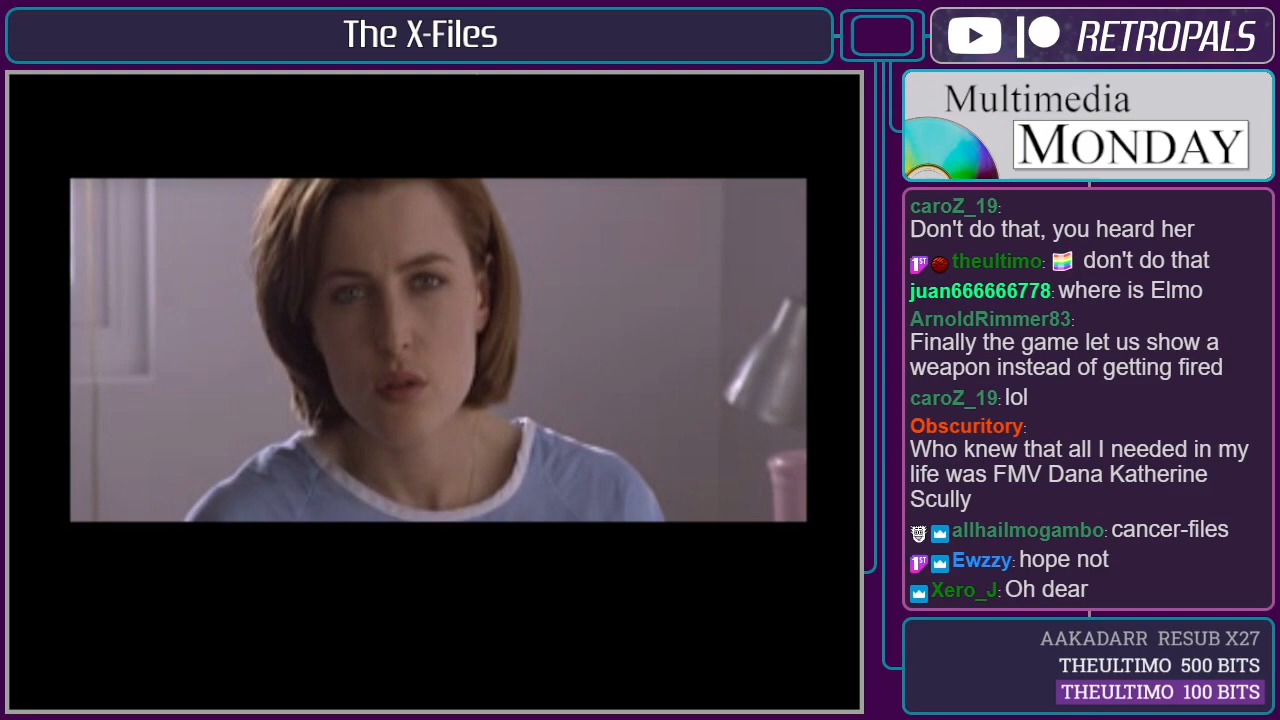 The X-Files
RETROPALS
Multimedia
MONDAY
caroZ_19:
Don't do that, you heard her
1ST theultimo: don't do that
juan666666778: where is Elmo
ArnoldRimmer83:
Finally the game let us show a
weapon instead of getting fired
caroZ_19: lol
Obscuritory:
Who knew that all I needed in my
life was FMV Dana Katherine
Scully
allhailmogambo: cancer-files
1ST Ewzzy: hope not
Xero_J: Oh dear
AAKADARR RESUB X27
THEULTIMO 500 BITS
THEULTIMO 100 BITS